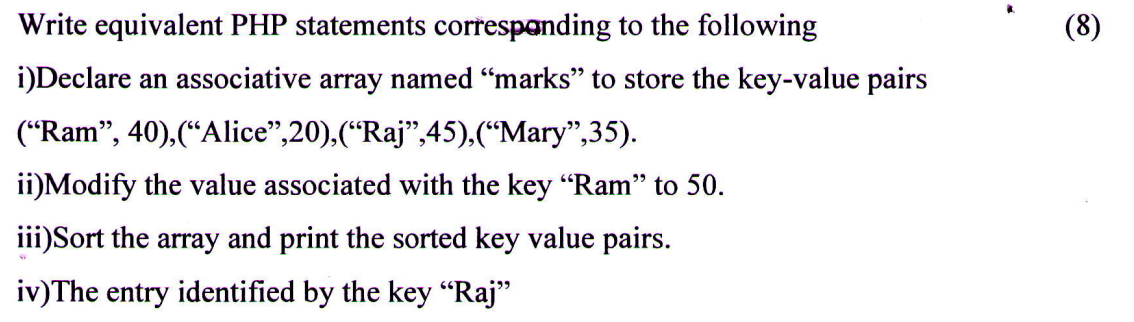 Write equivalent PHP statements corresponding to the following (8)
i)Declare an associative array named “marks” to store the key-value pairs
(“Ram”, 40),(“Alice”,20),(“Raj”,45),(“Mary”,35).
ii)Modify the value associated with the key “Ram” to 50.
iii)Sort the array and print the sorted key value pairs.
iv)The entry identified by the key “Raj”